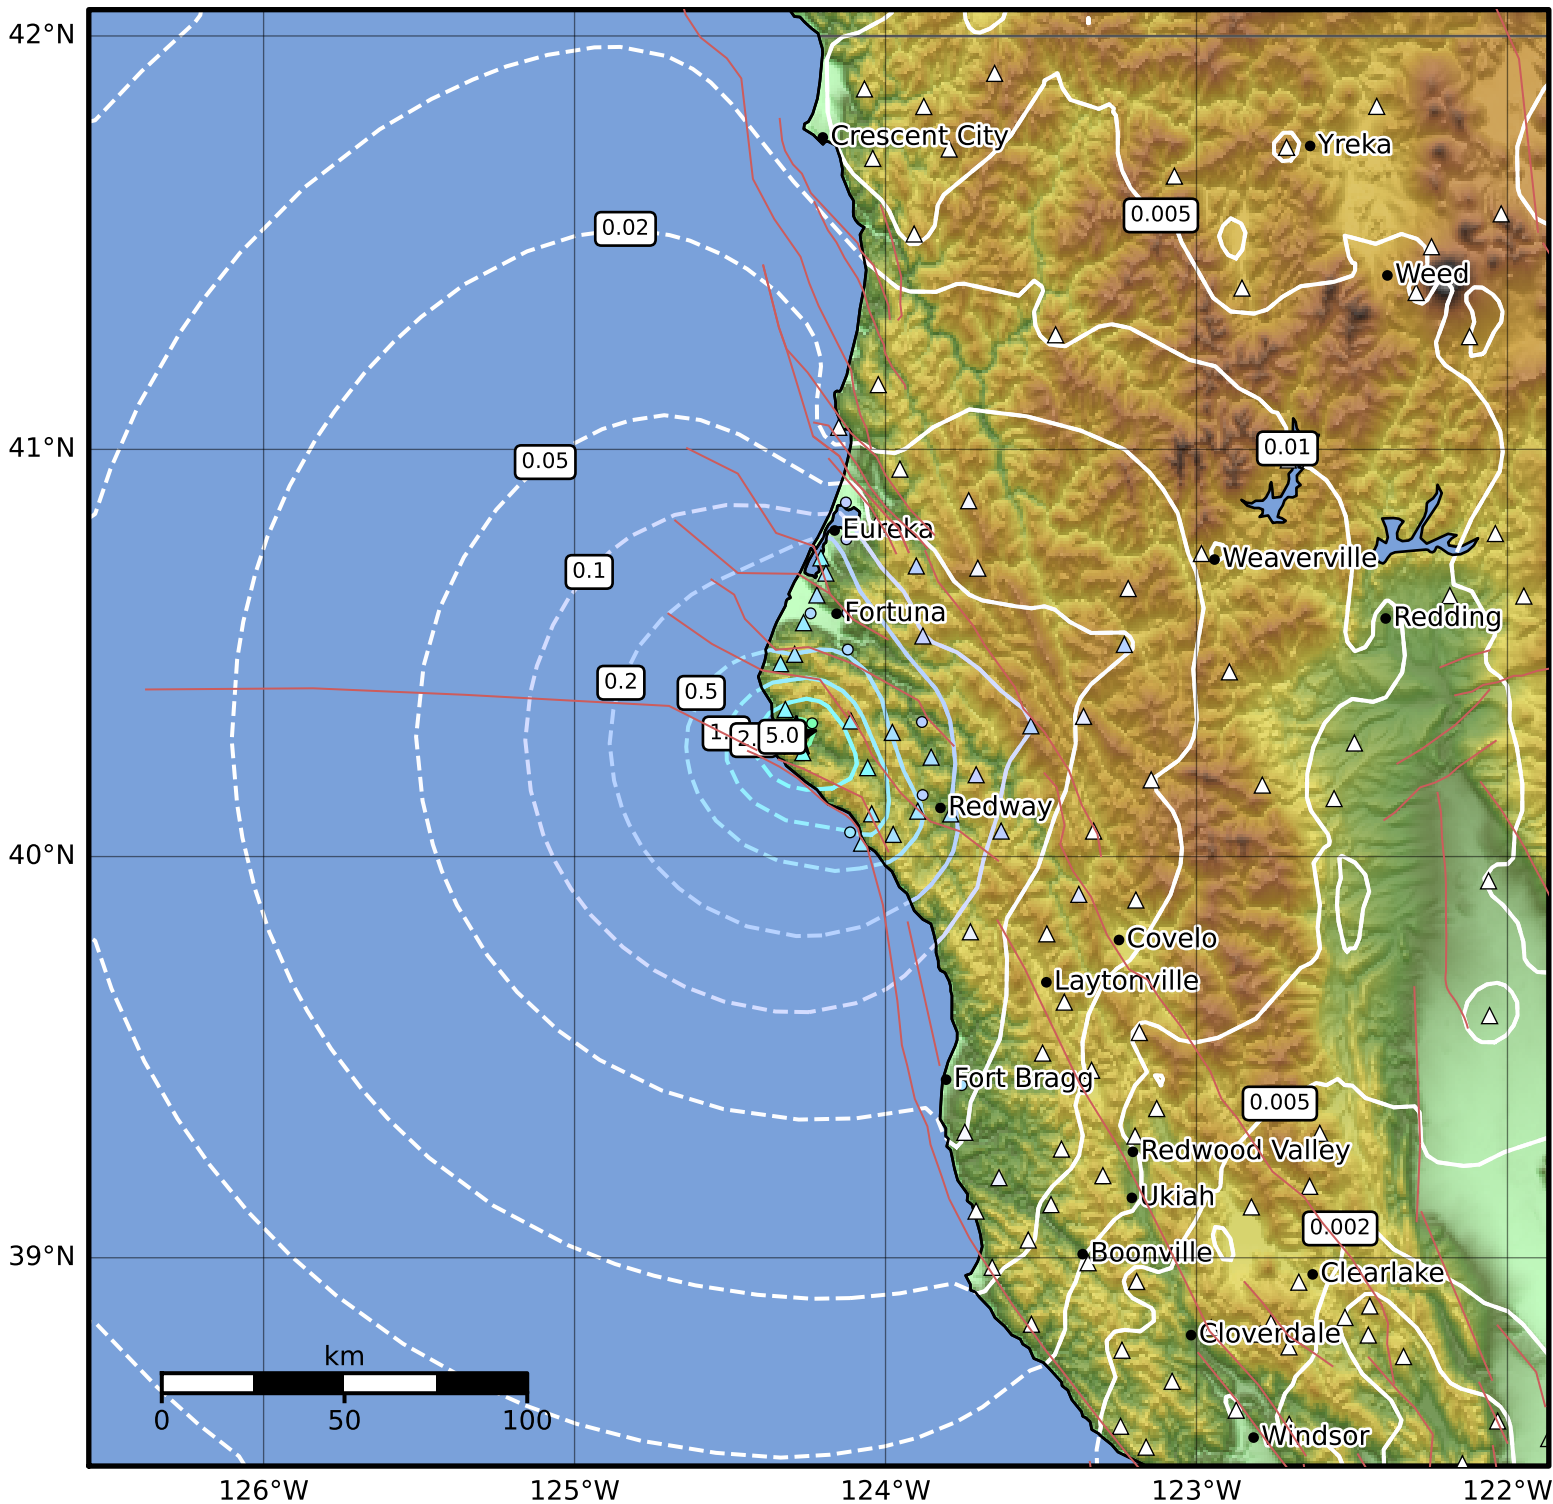 42°N
Crescent City
Yreka
0.02
0.005
Weed
41°N
0.05
0.01
Eureka
Weaverville
0.1
Fortuna
Redding
0.2
0.5
5.0
Redway
40°N
Covelo
Laytonville
Fort Bragg
0.005
Redwood Valley
Ukiah
0.002
39°N
Boonville
Clearlake
Cloverdale
km
0 50 100
Windsor
126°W 125°W 124°W 123°W 122°W